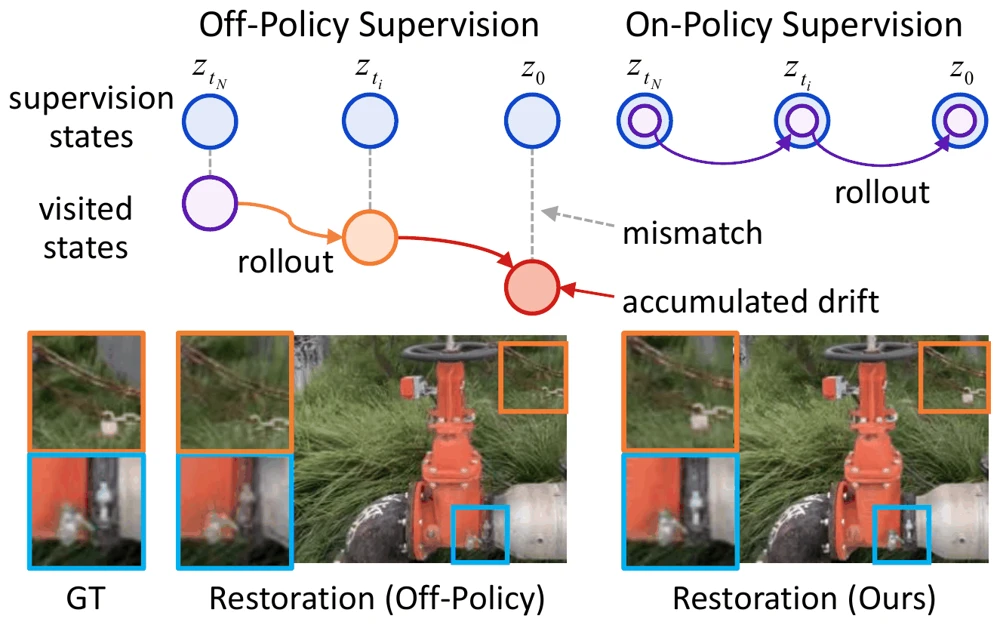 Off-Policy Supervision
On-Policy Supervision
z_{t_N}
z_{t_i}
z_0
z_{t_N}
z_{t_i}
z_0
supervision
states
visited
states
rollout
rollout
mismatch
accumulated drift
GT
Restoration (Off-Policy)
Restoration (Ours)